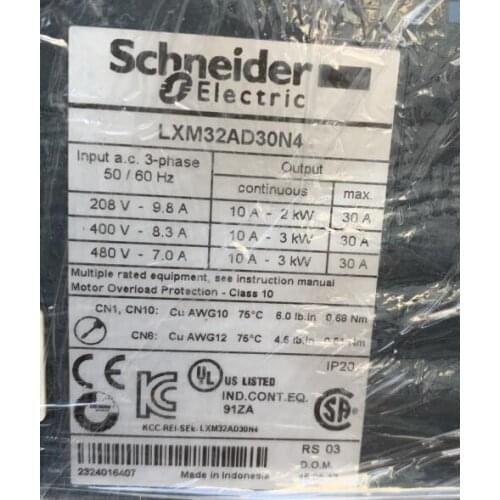 Schneider
Electric
LXM32AD30N4
Input a.c. 3-phase
50 / 60 Hz
Output
continuous max.
208 V - 9.8 A 10 A - 2 kW 30 A
400 V - 8.3 A 10 A - 3 kW 30 A
480 V - 7.0 A 10 A - 3 kW 30 A
Multiple rated equipment, see instruction manual
Motor Overload Protection - Class 10
CN1, CN10: Cu AWG10 75°C 6.0 lb.in 0.68 Nm
CN6: Cu AWG12 75°C 4.5 lb.in Nm
IP20
CE
UL US LISTED
IND.CONT.EQ.
91ZA
KCC-REI-SEk-LXM32AD30N4
RS 03
D.O.M.
2324016407 Made in Indonesia